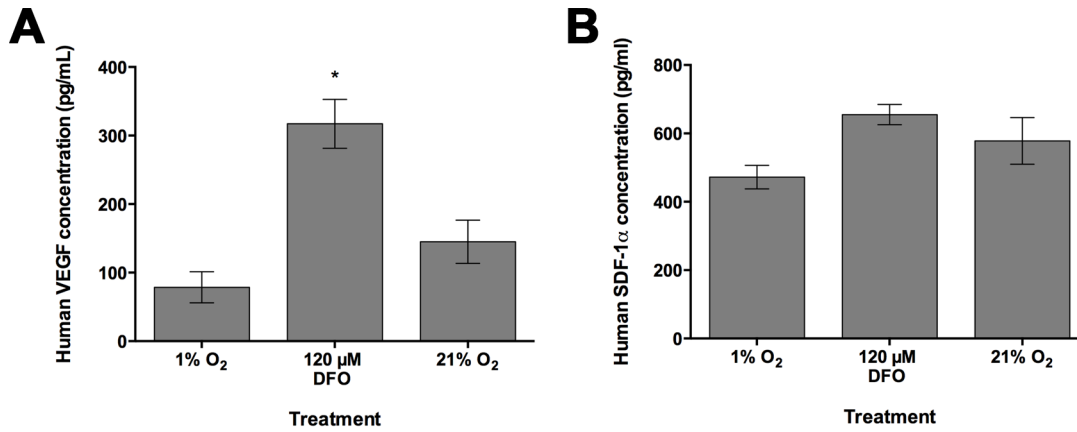 A
Human VEGF concentration (pg/mL)
400
300
200
100
0
*
1% O₂
120 µM
DFO
21% O₂
Treatment
B
Human SDF-1α concentration (pg/ml)
800
600
400
200
0
1% O₂
120 µM
DFO
21% O₂
Treatment